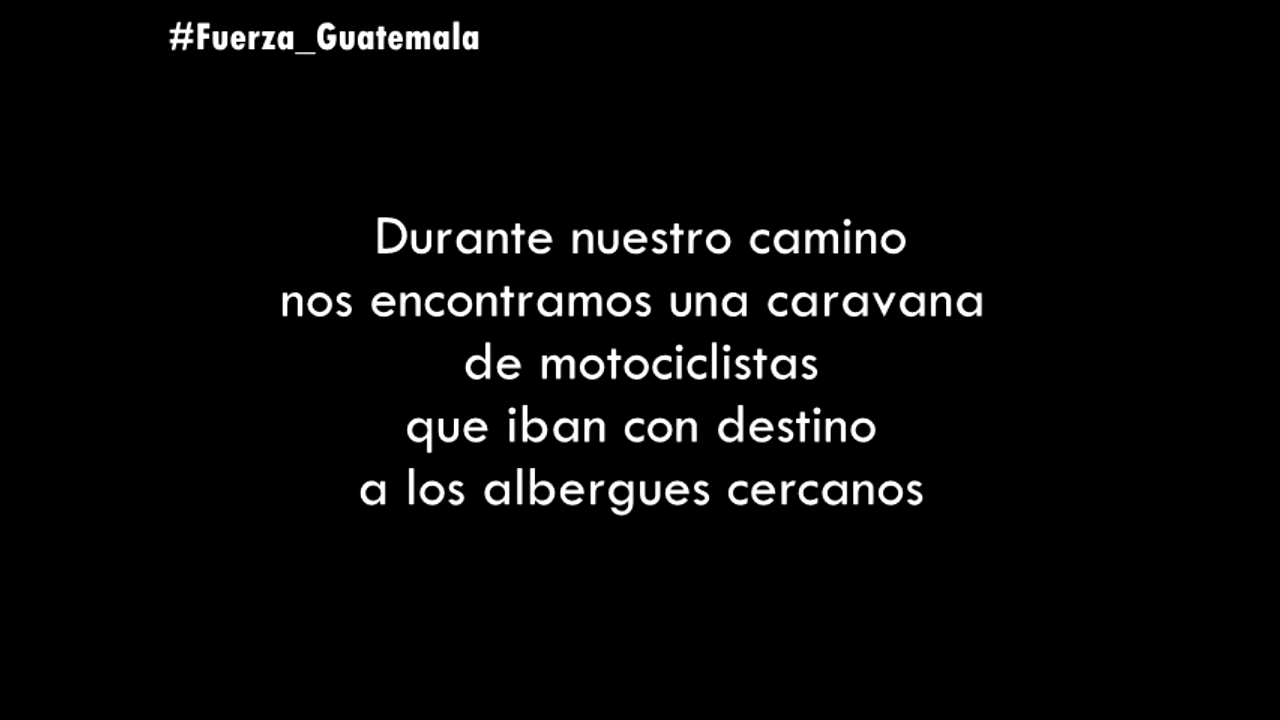 #Fuerza_Guatemala
Durante nuestro camino
nos encontramos una caravana
de motociclistas
que iban con destino
a los albergues cercanos